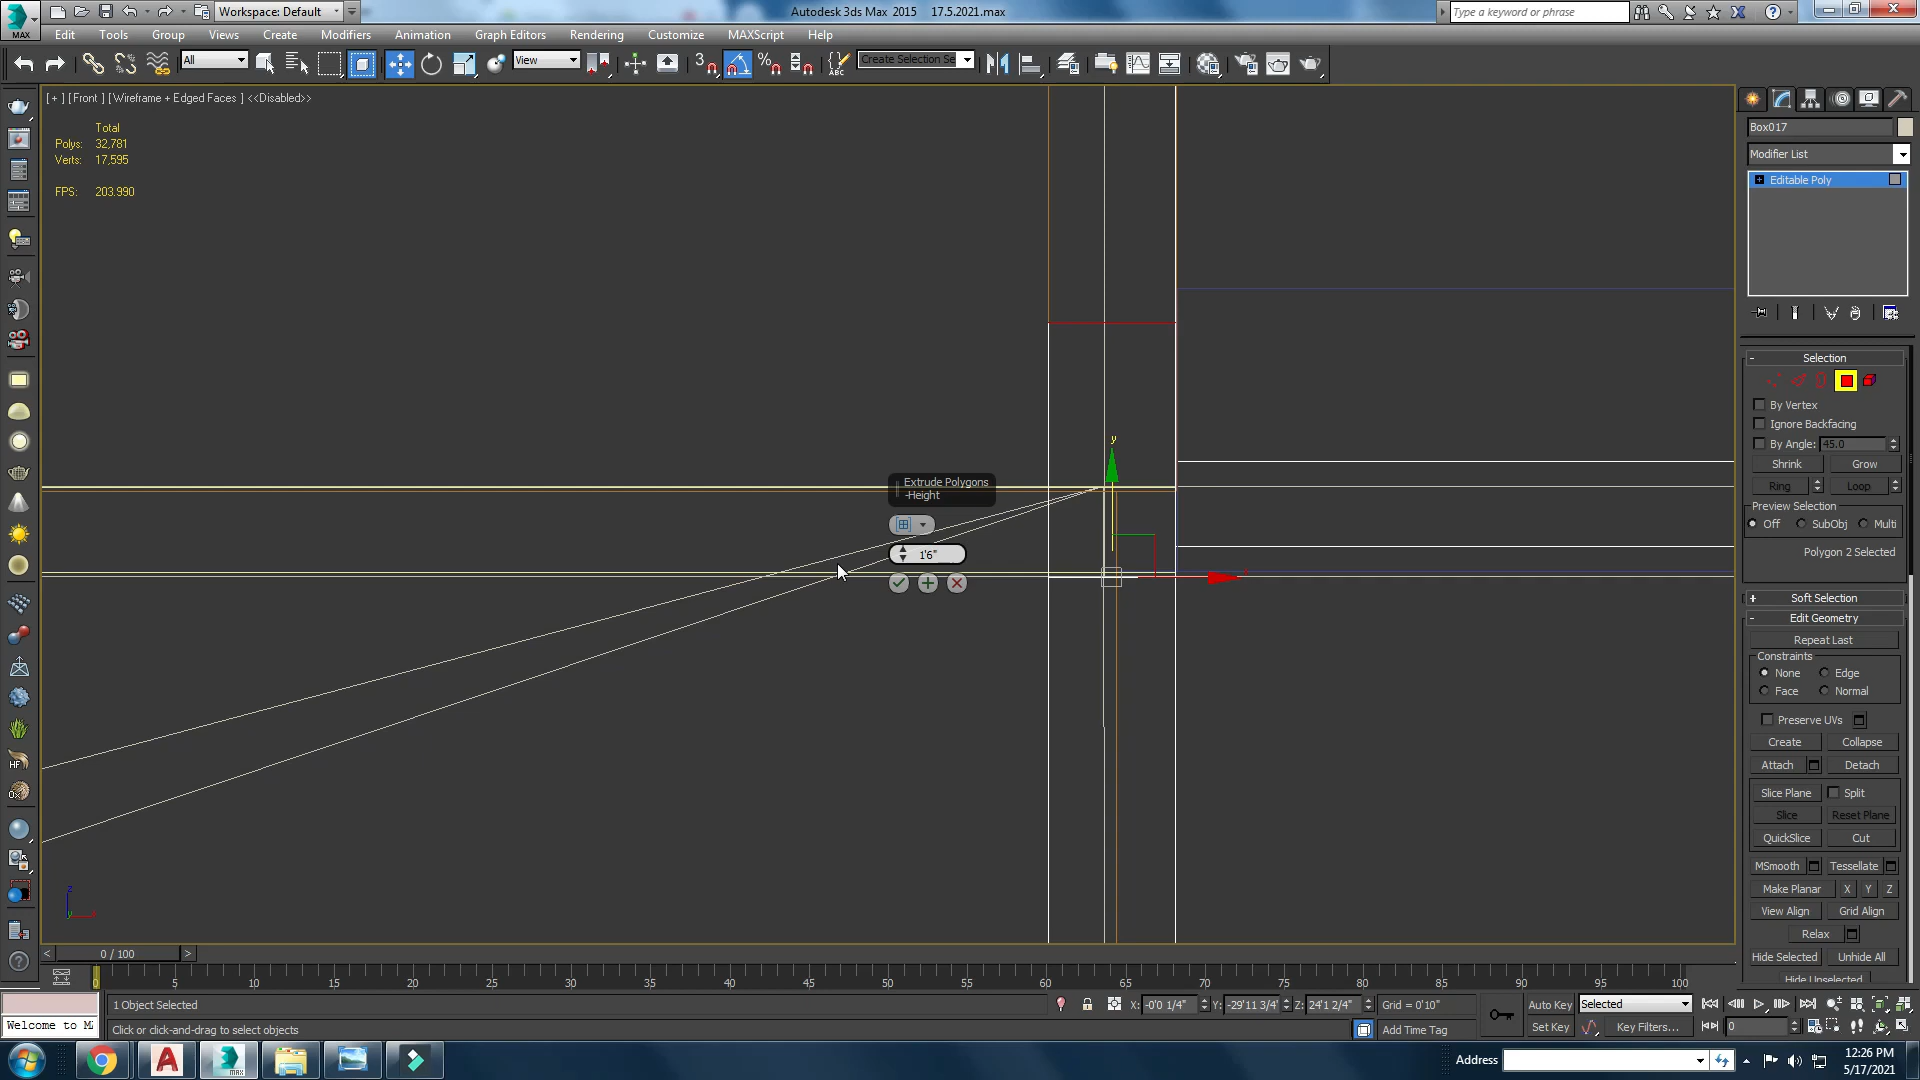 Workspace: Default
Autodesk 3ds Max 2015 17.5.2021.max
Type a keyword or phrase
MAX
Edit Tools Group Views Create Modifiers Animation Graph Editors Rendering Customize MAXScript Help
All
View
3
ABC
Create Selection Se
[+] [Front] [Wireframe + Edged Faces] <<Disabled>>
Total
Polys: 32,781
Verts: 17,595
FPS: 203.990
Box017
Modifier List
Editable Poly
Selection
By Vertex
Ignore Backfacing
By Angle: 45.0
Shrink Grow
Ring Loop
Preview Selection
Off SubObj Multi
Polygon 2 Selected
Soft Selection
Edit Geometry
Repeat Last
Constraints
None Edge
Face Normal
Preserve UVs
Create Collapse
Attach Detach
Slice Plane Split
Slice Reset Plane
QuickSlice Cut
MSmooth Tessellate
Make Planar X Y Z
View Align Grid Align
Relax
Hide Selected Unhide All
Hide Unselected
y
Extrude Polygons
-Height
1'6"
HF
z
0 / 100
0 5 10 15 20 25 30 35 40 45 50 55 60 65 70 75 80 85 90 95 100
1 Object Selected
X: -0'0 1/4" Y: -29'11 3/4" Z: 24'1 2/4" Grid = 0'10"
Auto Key Selected
Welcome to M
Click or click-and-drag to select objects
Add Time Tag
Set Key Key Filters... 0
Address
12:26 PM
5/17/2021